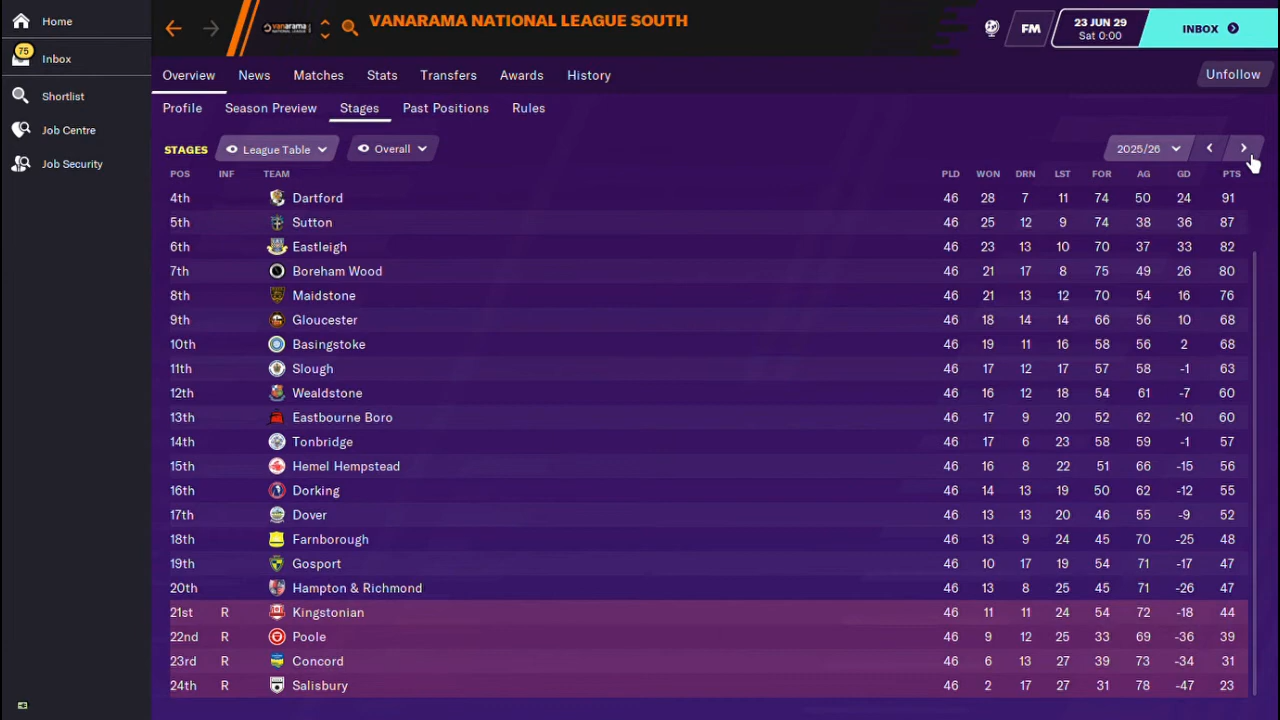 Home
75
Inbox
Shortlist
Job Centre
Job Security
vanarama
VANARAMA NATIONAL LEAGUE SOUTH
FM
23 JUN 29
Sat 0:00
INBOX
Overview News Matches Stats Transfers Awards History
Unfollow
Profile Season Preview Stages Past Positions Rules
STAGES League Table Overall 2025/26
POS INF TEAM PLD WON DRN LST FOR AG GD PTS
4th Dartford 46 28 7 11 74 50 24 91
5th Sutton 46 25 12 9 74 38 36 87
6th Eastleigh 46 23 13 10 70 37 33 82
7th Boreham Wood 46 21 17 8 75 49 26 80
8th Maidstone 46 21 13 12 70 54 16 76
9th Gloucester 46 18 14 14 66 56 10 68
10th Basingstoke 46 19 11 16 58 56 2 68
11th Slough 46 17 12 17 57 58 -1 63
12th Wealdstone 46 16 12 18 54 61 -7 60
13th Eastbourne Boro 46 17 9 20 52 62 -10 60
14th Tonbridge 46 17 6 23 58 59 -1 57
15th Hemel Hempstead 46 16 8 22 51 66 -15 56
16th Dorking 46 14 13 19 50 62 -12 55
17th Dover 46 13 13 20 46 55 -9 52
18th Farnborough 46 13 9 24 45 70 -25 48
19th Gosport 46 10 17 19 54 71 -17 47
20th Hampton & Richmond 46 13 8 25 45 71 -26 47
21st R Kingstonian 46 11 11 24 54 72 -18 44
22nd R Poole 46 9 12 25 33 69 -36 39
23rd R Concord 46 6 13 27 39 73 -34 31
24th R Salisbury 46 2 17 27 31 78 -47 23